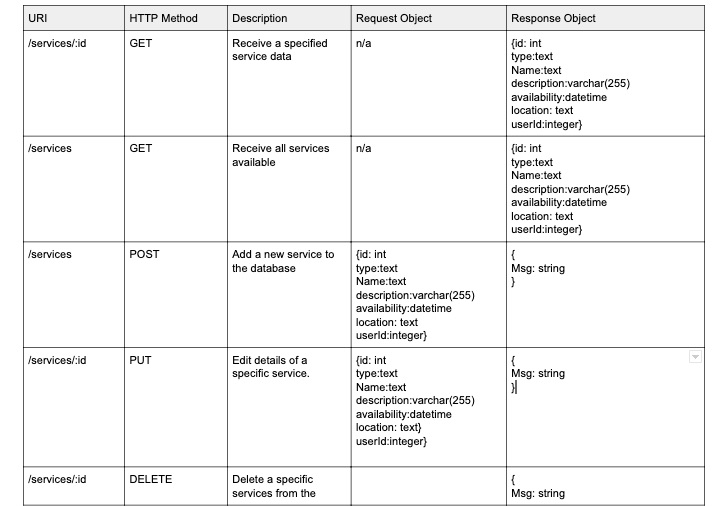 URI HTTP Method Description Request Object Response Object
/services/:id GET Receive a specified n/a {id: int
service data type:text
Name:text
description:varchar(255)
availability:datetime
location: text
userId:integer}
/services GET Receive all services n/a {id: int
available type:text
Name:text
description:varchar(255)
availability:datetime
location: text
userId:integer}
/services POST Add a new service to {id: int {
the database type:text Msg: string
Name:text }
description:varchar(255)
availability:datetime
location: text
userId:integer}
/services/:id PUT Edit details of a {id: int {
specific service. type:text Msg: string
Name:text }
description:varchar(255)
availability:datetime
location: text}
userId:integer}
/services/:id DELETE Delete a specific {
services from the Msg: string